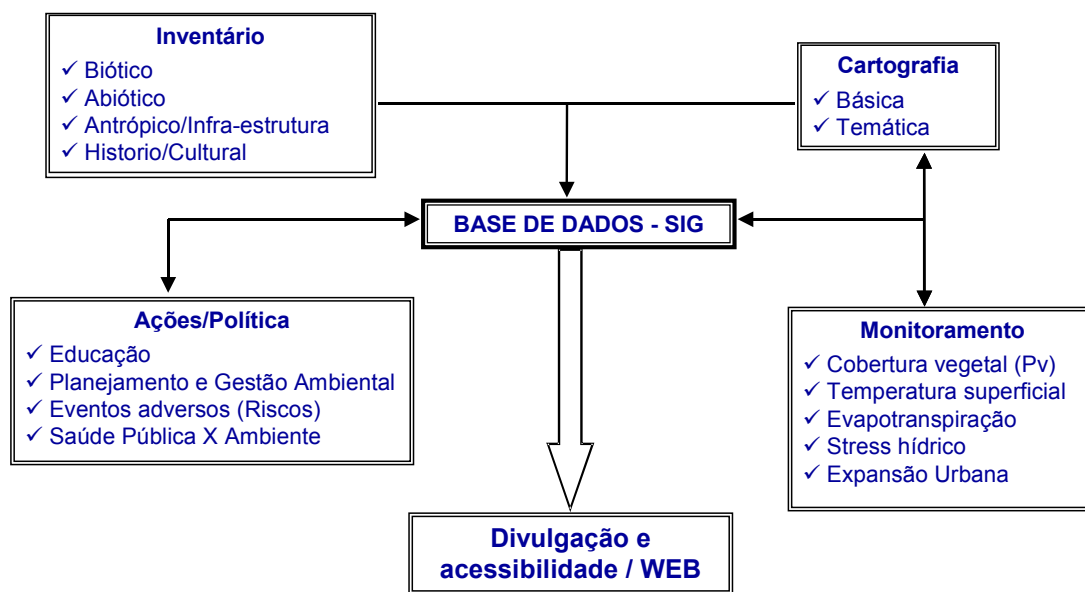 Inventário
✓ Biótico
✓ Abiótico
✓ Antrópico/Infra-estrutura
✓ Historio/Cultural
Cartografia
✓ Básica
✓ Temática
BASE DE DADOS - SIG
Ações/Política
✓ Educação
✓ Planejamento e Gestão Ambiental
✓ Eventos adversos (Riscos)
✓ Saúde Pública X Ambiente
Monitoramento
✓ Cobertura vegetal (Pv)
✓ Temperatura superficial
✓ Evapotranspiração
✓ Stress hídrico
✓ Expansão Urbana
Divulgação e
acessibilidade / WEB